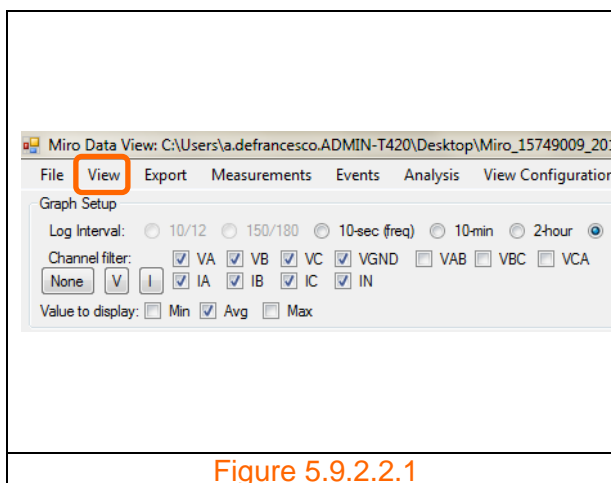 Miro Data View: C:\Users\a.defrancesco.ADMIN-T420\Desktop\Miro_15749009_201
File View Export Measurements Events Analysis View Configuration
Graph Setup
Log Interval: 10/12 150/180 10-sec (freq) 10-min 2-hour
Channel filter: VA VB VC VGND VAB VBC VCA
None V I IA IB IC IN
Value to display: Min Avg Max
Figure 5.9.2.2.1